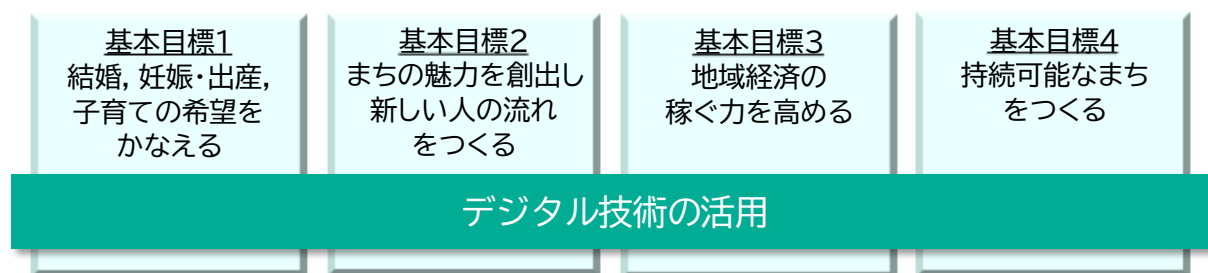 基本目標1
結婚, 妊娠・出産,
子育ての希望を
かなえる
基本目標2
まちの魅力を創出し
新しい人の流れ
をつくる
基本目標3
地域経済の
稼ぐ力を高める
基本目標4
持続可能なまち
をつくる
デジタル技術の活用